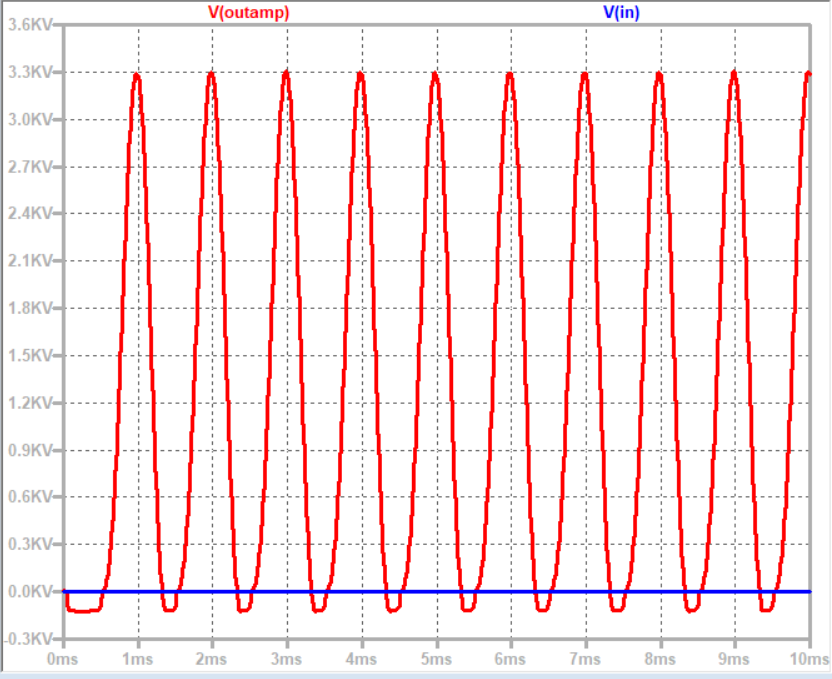 V(outamp) V(in)
3.6KV
3.3KV
3.0KV
2.7KV
2.4KV
2.1KV
1.8KV
1.5KV
1.2KV
0.9KV
0.6KV
0.3KV
0.0KV
-0.3KV
0ms 1ms 2ms 3ms 4ms 5ms 6ms 7ms 8ms 9ms 10ms